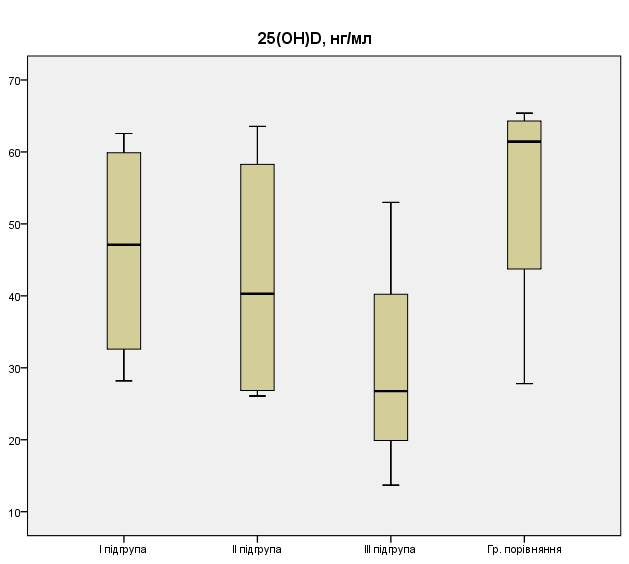 25(OH)D, нг/мл
70
60
50
40
30
20
10
I підгрупа
II підгрупа
III підгрупа
Гр. порівняння